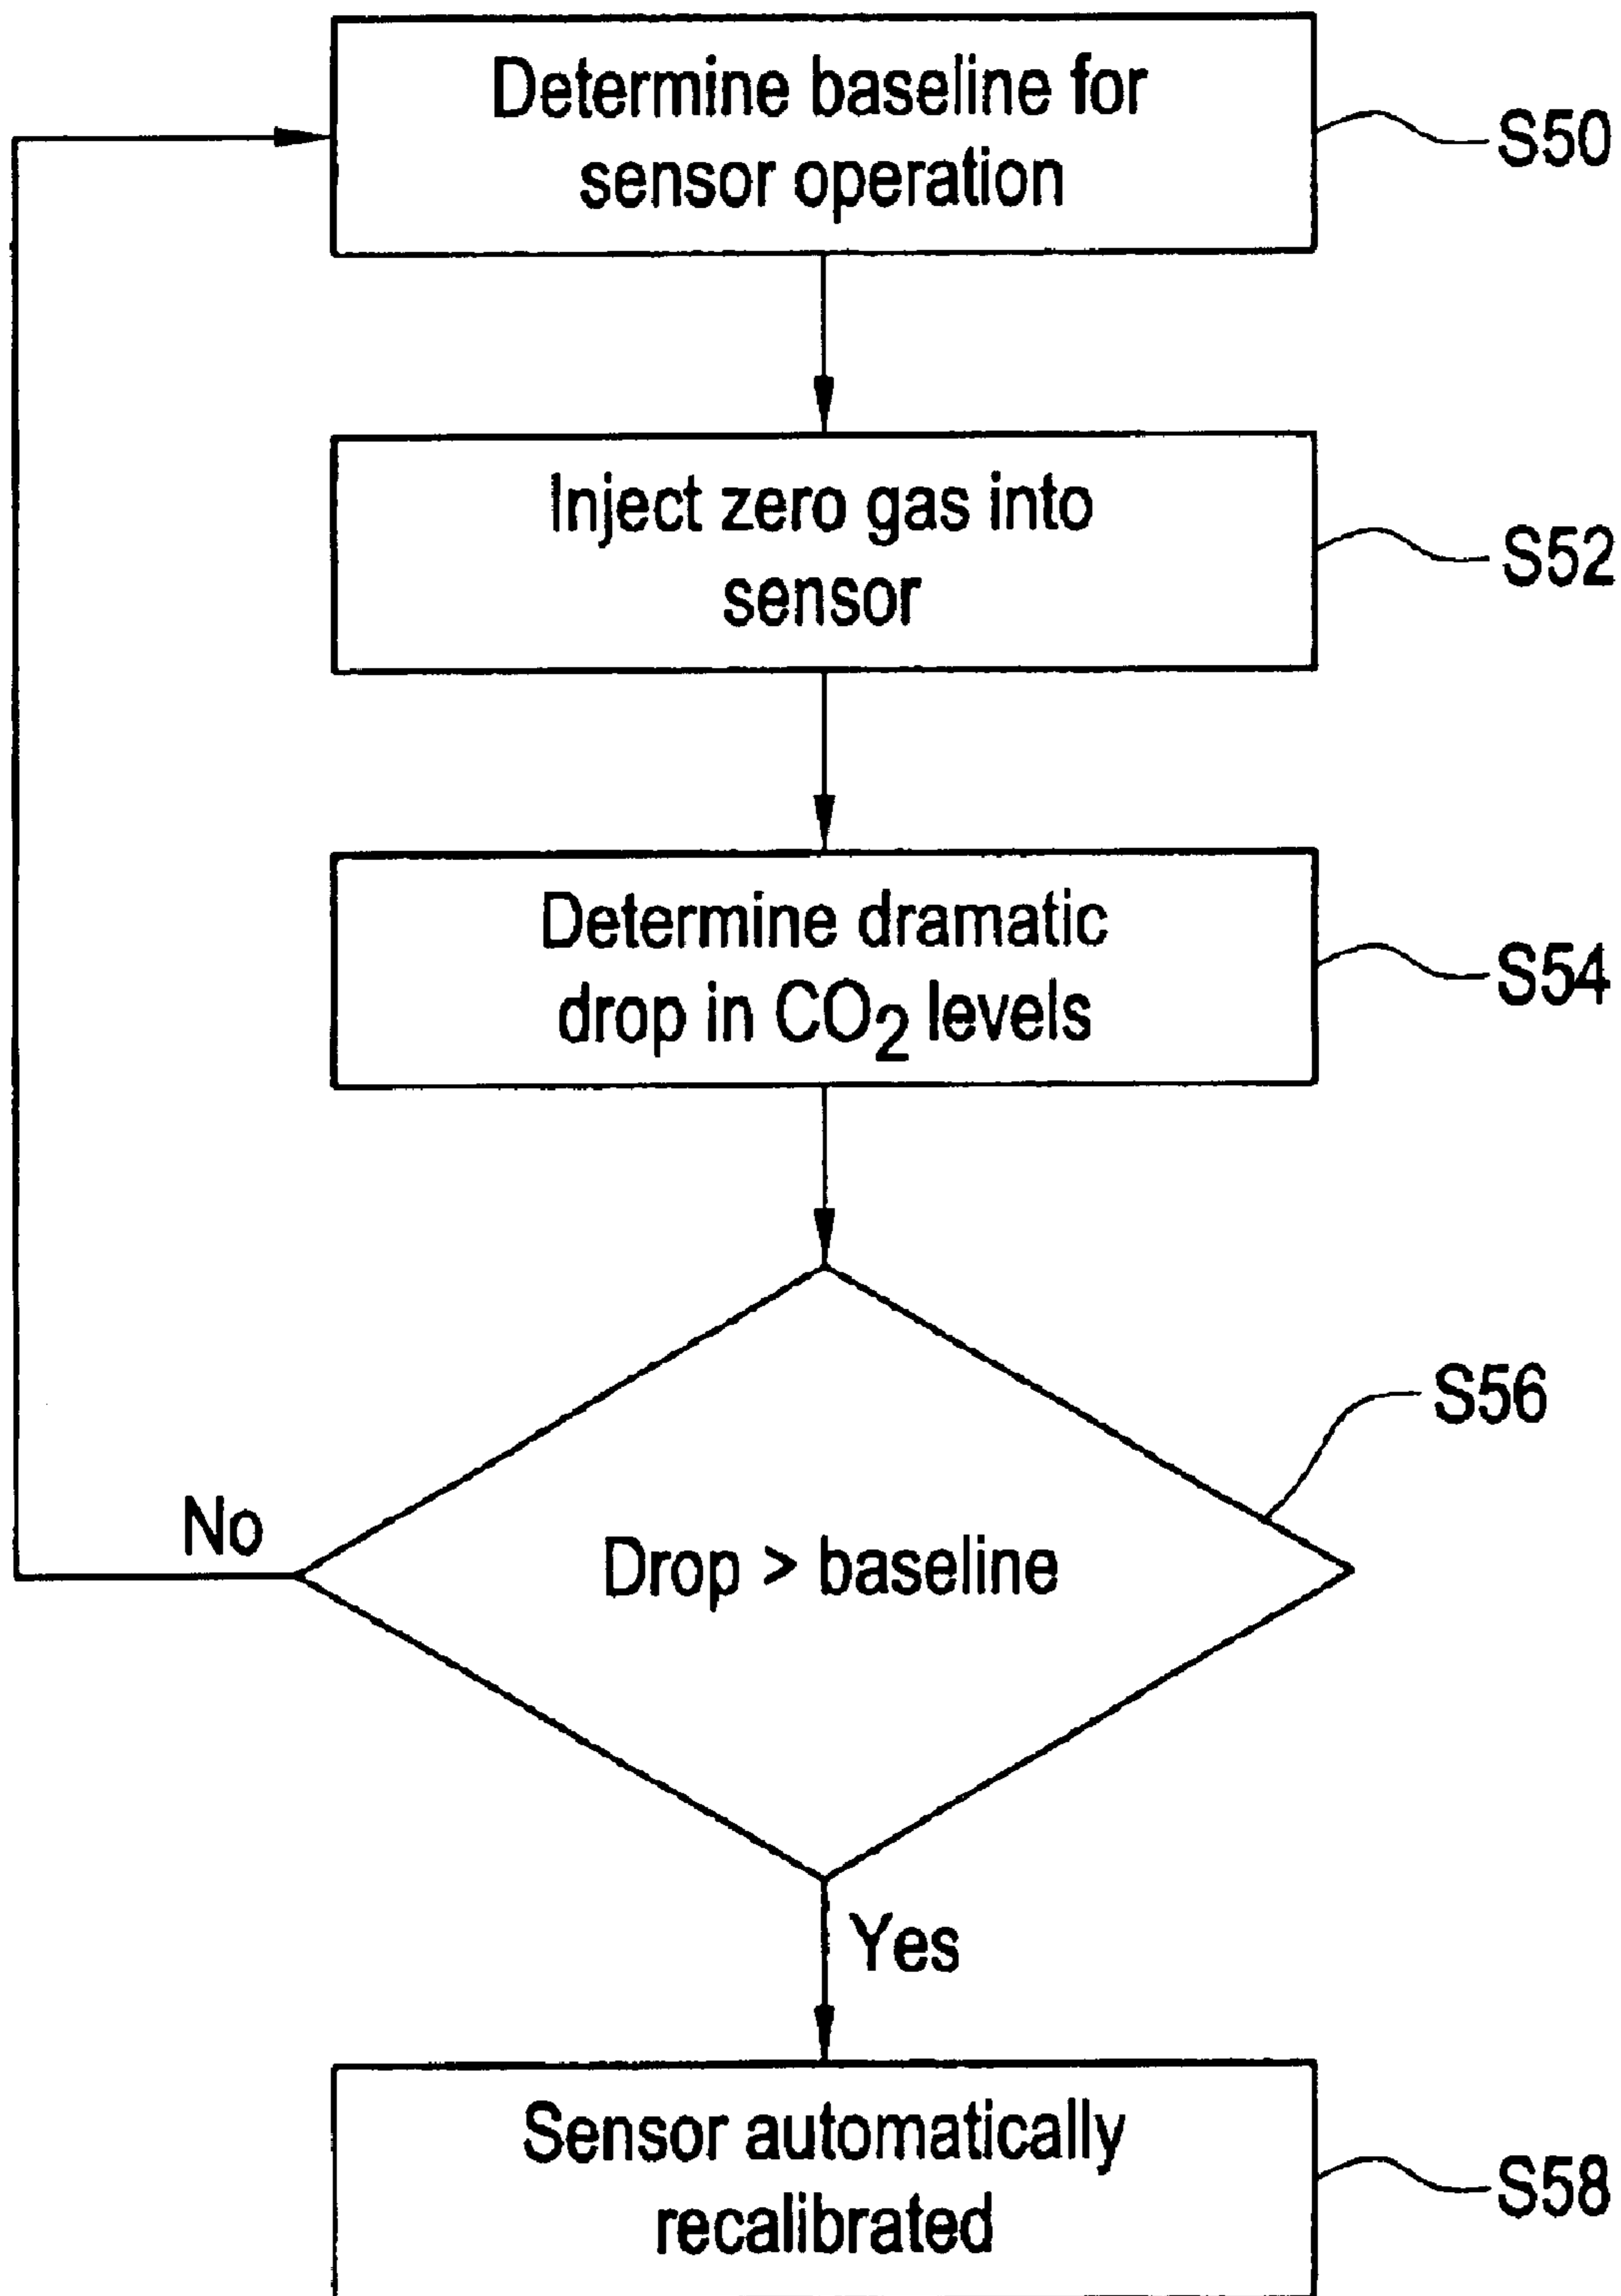 Determine baseline for
sensor operation
S50
Inject zero gas into
sensor
S52
Determine dramatic
drop in CO₂ levels
S54
S56
No
Drop > baseline
Yes
Sensor automatically
recalibrated
S58